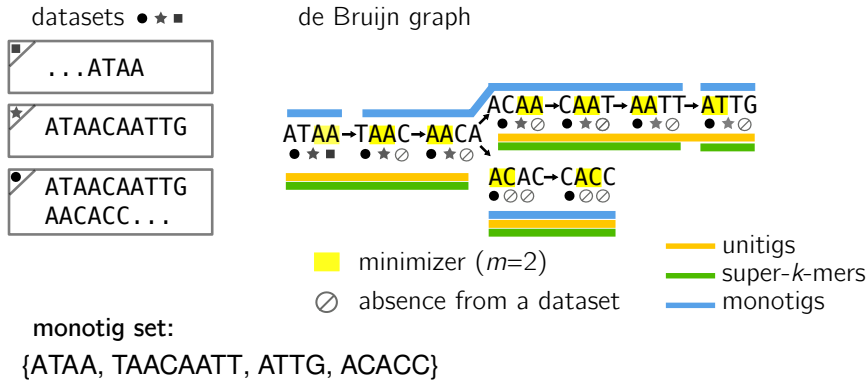 datasets ● ★ ■
de Bruijn graph
...ATAA
ATAACAATTG
ATAACAATTG
AACACC...
ACAA→CAAT→AATT→ATTG
ATAA→TAAC→AACA
ACAC→CACC
minimizer (m=2)
absence from a dataset
unitigs
super-k-mers
monotigs
monotig set:
{ATAA, TAACAATT, ATTG, ACACC}